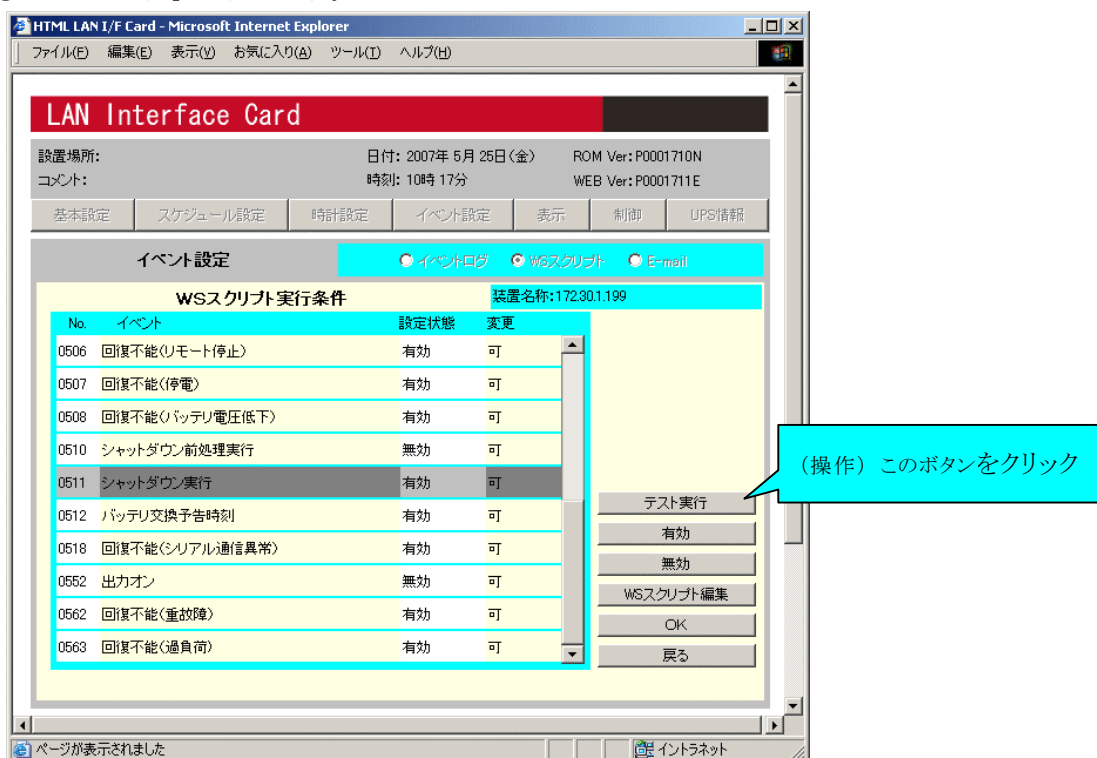 HTML LAN I/F Card - Microsoft Internet Explorer
ファイル(F) 編集(E) 表示(V) お気に入り(A) ツール(T) ヘルプ(H)
LAN Interface Card
設置場所: 日付: 2007年 5月 25日(金) ROM Ver: P0001710N
コメント: 時刻: 10時 17分 WEB Ver: P0001711E
基本設定 スケジュール設定 時計設定 イベント設定 表示 制御 UPS情報
イベント設定 イベントログ WSスクリプト E-mail
WSスクリプト実行条件 装置名称:172.30.1.199
No. イベント 設定状態 変更
0506 回復不能(リモート停止) 有効 可
0507 回復不能(停電) 有効 可
0508 回復不能(バッテリ電圧低下) 有効 可
0510 シャットダウン前処理実行 無効 可
0511 シャットダウン実行 有効 可
0512 バッテリ交換予告時刻 有効 可
0518 回復不能(シリアル通信異常) 有効 可
0552 出力オン 無効 可
0562 回復不能(重故障) 有効 可
0563 回復不能(過負荷) 有効 可
(操作)このボタンをクリック
テスト実行
有効
無効
WSスクリプト編集
OK
戻る
ページが表示されました イントラネット